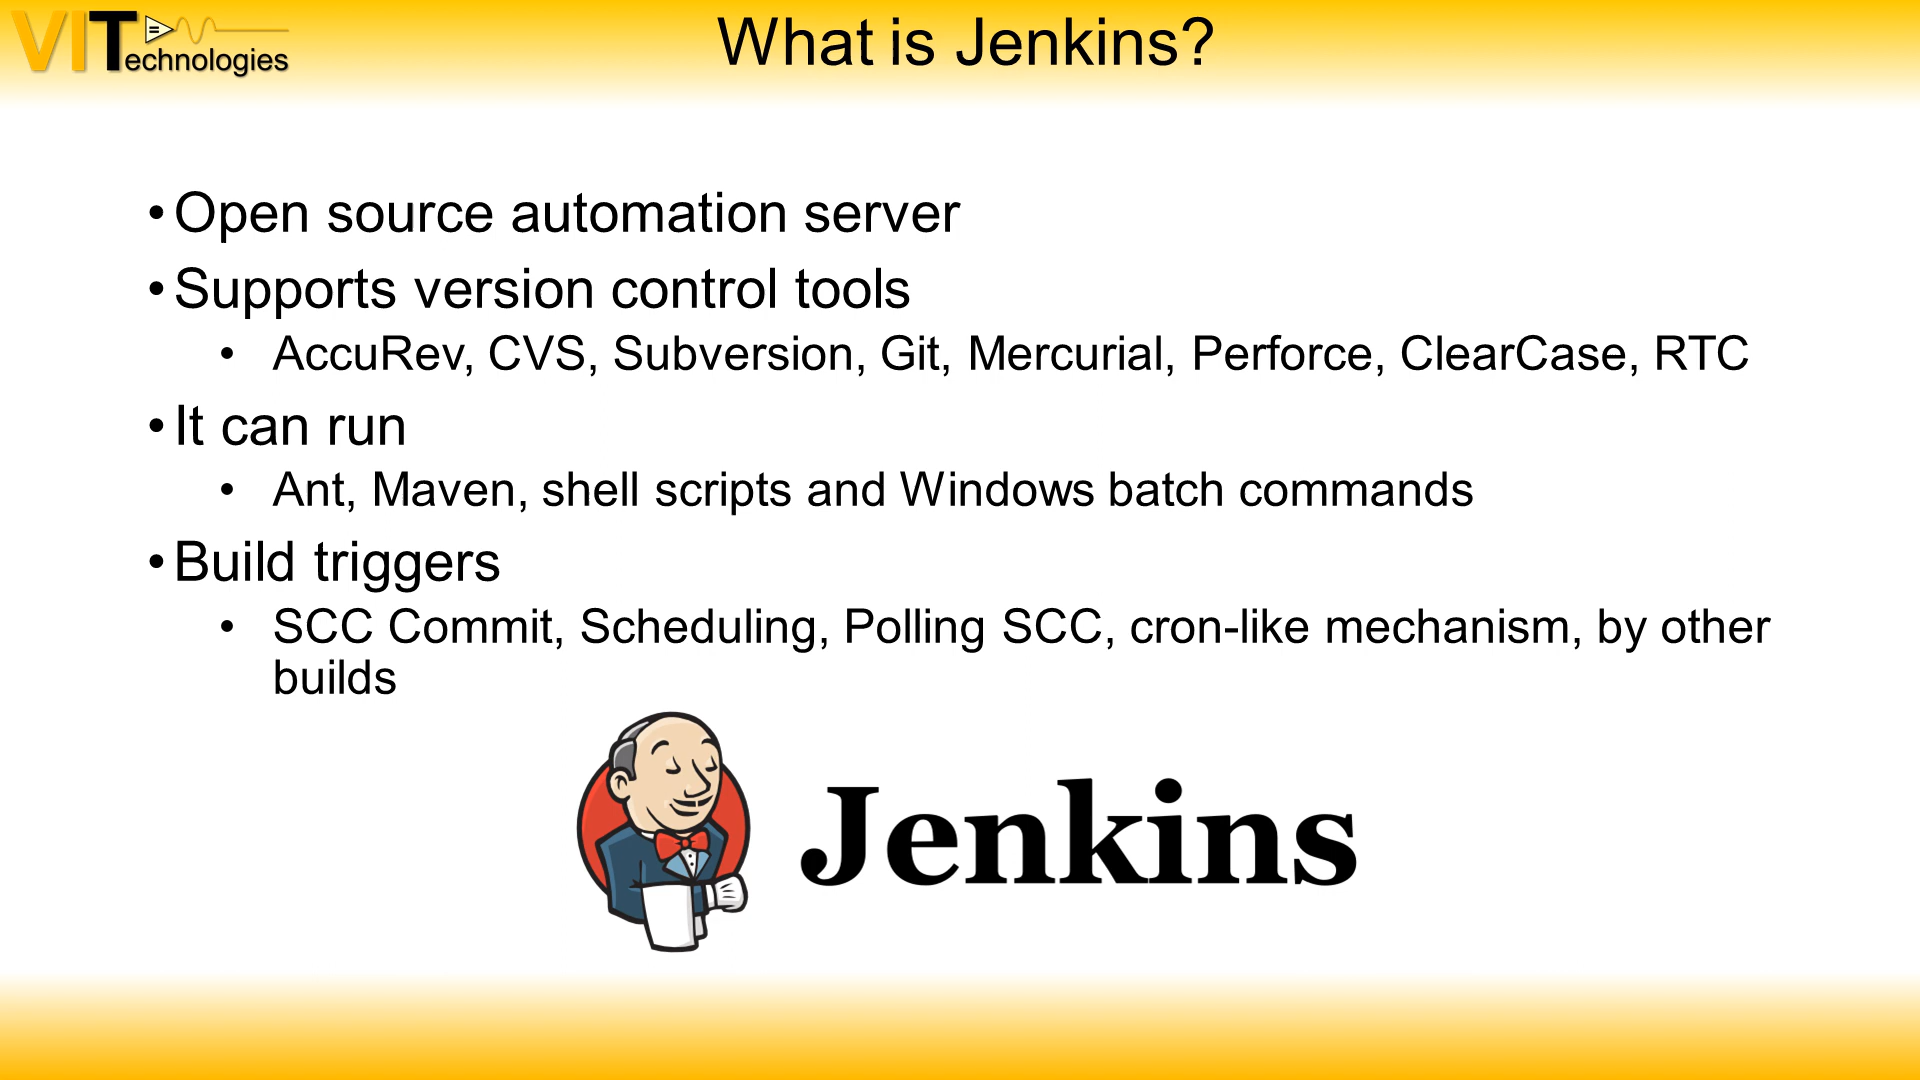 VITechnologies
What is Jenkins?
• Open source automation server
• Supports version control tools
• AccuRev, CVS, Subversion, Git, Mercurial, Perforce, ClearCase, RTC
• It can run
• Ant, Maven, shell scripts and Windows batch commands
• Build triggers
• SCC Commit, Scheduling, Polling SCC, cron-like mechanism, by other
builds
Jenkins